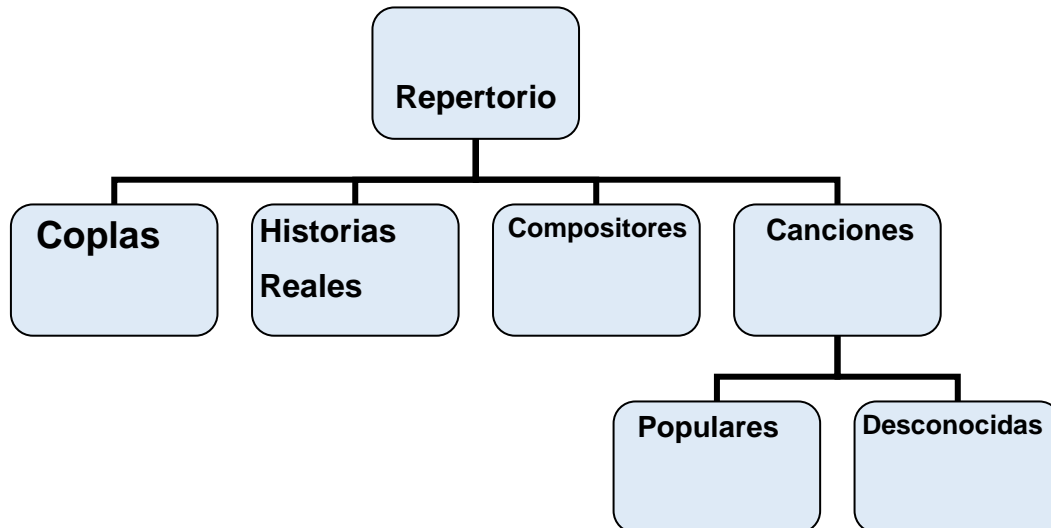 Repertorio
Coplas
Historias
Reales
Compositores
Canciones
Populares
Desconocidas